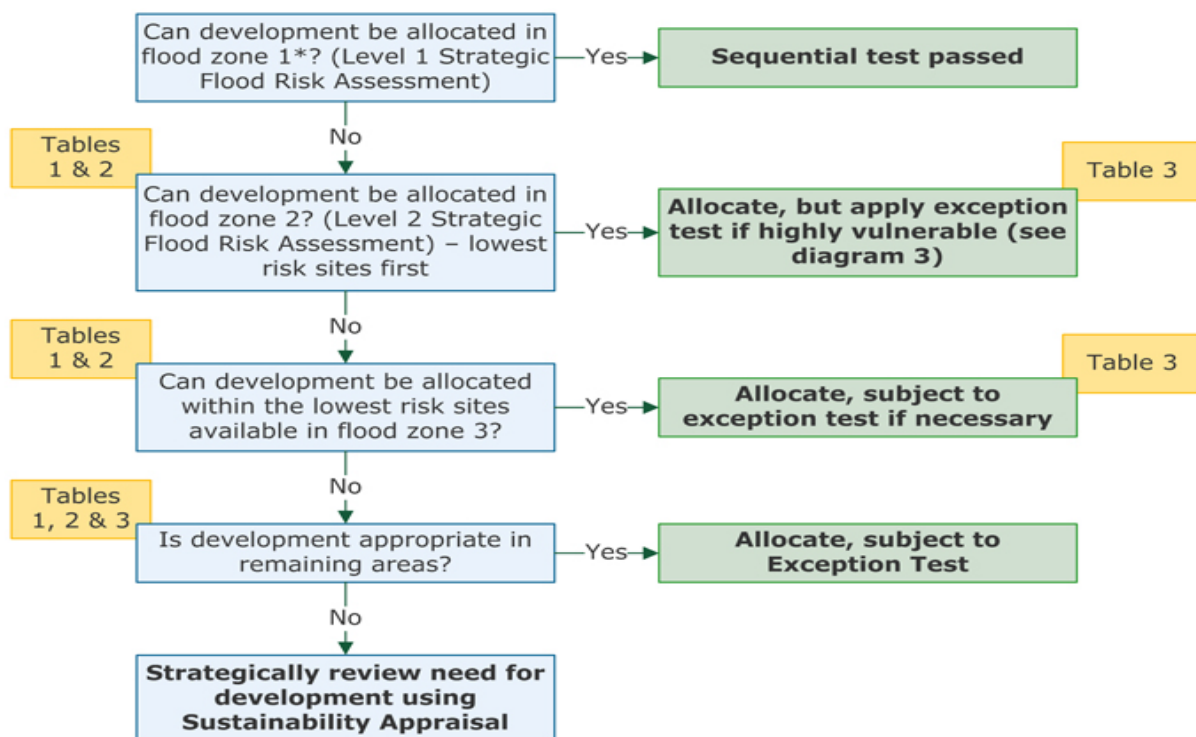 Can development be allocated in
flood zone 1*? (Level 1 Strategic
Flood Risk Assessment)
Yes
Sequential test passed
No
Tables
1 & 2
Can development be allocated in
flood zone 2? (Level 2 Strategic
Flood Risk Assessment) – lowest
risk sites first
Yes
Table 3
Allocate, but apply exception
test if highly vulnerable (see
diagram 3)
No
Tables
1 & 2
Can development be allocated
within the lowest risk sites
available in flood zone 3?
Yes
Table 3
Allocate, subject to
exception test if necessary
No
Tables
1, 2 & 3
Is development appropriate in
remaining areas?
Yes
Allocate, subject to
Exception Test
No
Strategically review need for
development using
Sustainability Appraisal